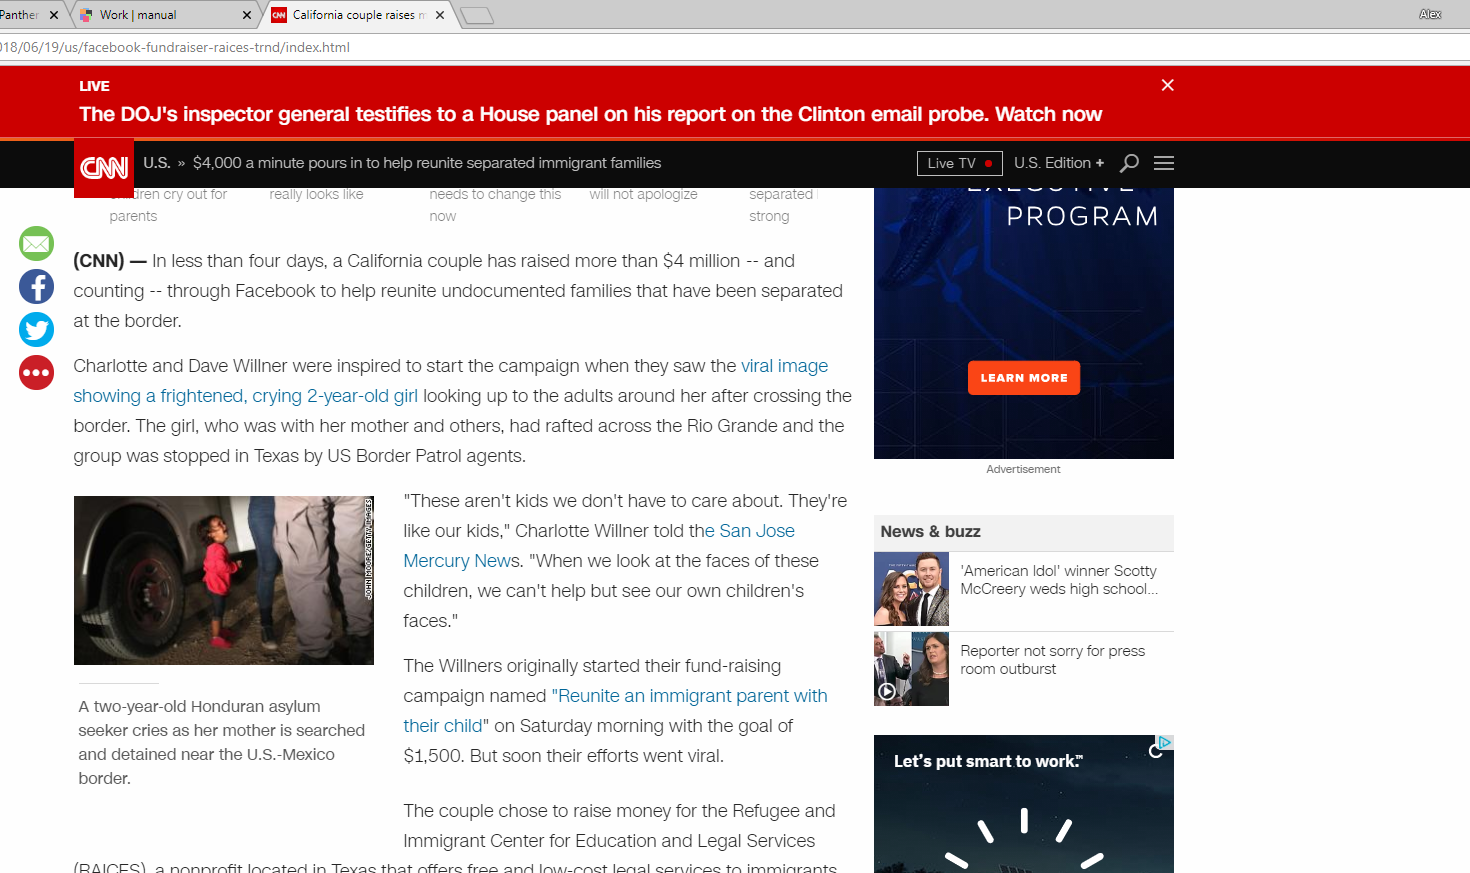 Panther
Work | manual
California couple raises m
Alex
018/06/19/us/facebook-fundraiser-raices-trnd/index.html
LIVE
The DOJ's inspector general testifies to a House panel on his report on the Clinton email probe. Watch now
CNN
U.S. » $4,000 a minute pours in to help reunite separated immigrant families
Live TV
U.S. Edition +
children cry out for
parents
really looks like
needs to change this
now
will not apologize
separated
strong
(CNN) — In less than four days, a California couple has raised more than $4 million -- and
counting -- through Facebook to help reunite undocumented families that have been separated
at the border.
Charlotte and Dave Willner were inspired to start the campaign when they saw the viral image
showing a frightened, crying 2-year-old girl looking up to the adults around her after crossing the
border. The girl, who was with her mother and others, had rafted across the Rio Grande and the
group was stopped in Texas by US Border Patrol agents.
JOHN MOORE/GETTY IMAGES
A two-year-old Honduran asylum
seeker cries as her mother is searched
and detained near the U.S.-Mexico
border.
"These aren't kids we don't have to care about. They're
like our kids," Charlotte Willner told the San Jose
Mercury News. "When we look at the faces of these
children, we can't help but see our own children's
faces."
The Willners originally started their fund-raising
campaign named "Reunite an immigrant parent with
their child" on Saturday morning with the goal of
$1,500. But soon their efforts went viral.
The couple chose to raise money for the Refugee and
Immigrant Center for Education and Legal Services
(RAICES), a nonprofit located in Texas that offers free and low-cost legal services to immigrants
EXECUTIVE
PROGRAM
LEARN MORE
Advertisement
News & buzz
'American Idol' winner Scotty
McCreery weds high school...
Reporter not sorry for press
room outburst
Let's put smart to work.™